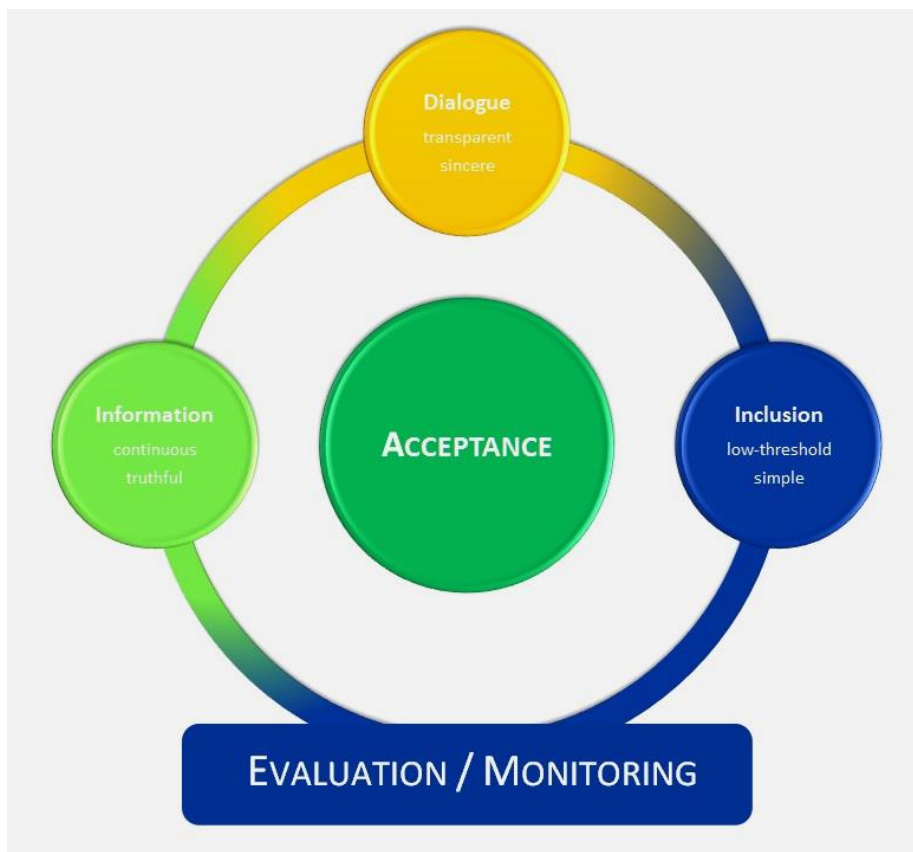 Dialogue
transparent
sincere
Information
continuous
truthful
ACCEPTANCE
Inclusion
low-threshold
simple
EVALUATION / MONITORING